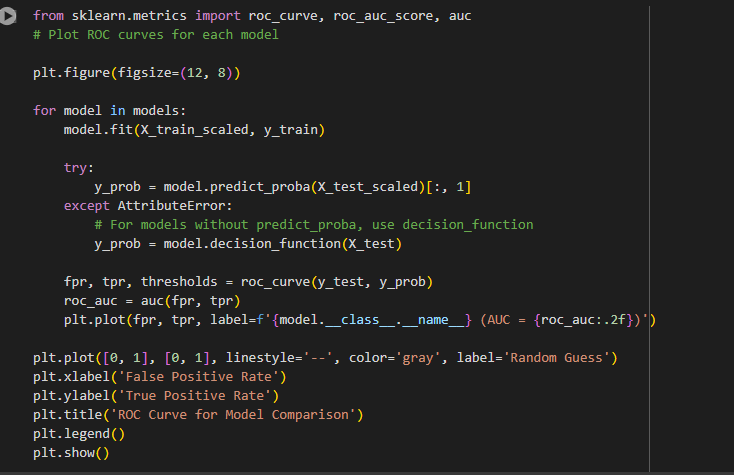 from sklearn.metrics import roc_curve, roc_auc_score, auc
# Plot ROC curves for each model

plt.figure(figsize=(12, 8))

for model in models:
    model.fit(X_train_scaled, y_train)

    try:
        y_prob = model.predict_proba(X_test_scaled)[:, 1]
    except AttributeError:
        # For models without predict_proba, use decision_function
        y_prob = model.decision_function(X_test)

    fpr, tpr, thresholds = roc_curve(y_test, y_prob)
    roc_auc = auc(fpr, tpr)
    plt.plot(fpr, tpr, label=f'{model.__class__.__name__} (AUC = {roc_auc:.2f})')

plt.plot([0, 1], [0, 1], linestyle='--', color='gray', label='Random Guess')
plt.xlabel('False Positive Rate')
plt.ylabel('True Positive Rate')
plt.title('ROC Curve for Model Comparison')
plt.legend()
plt.show()